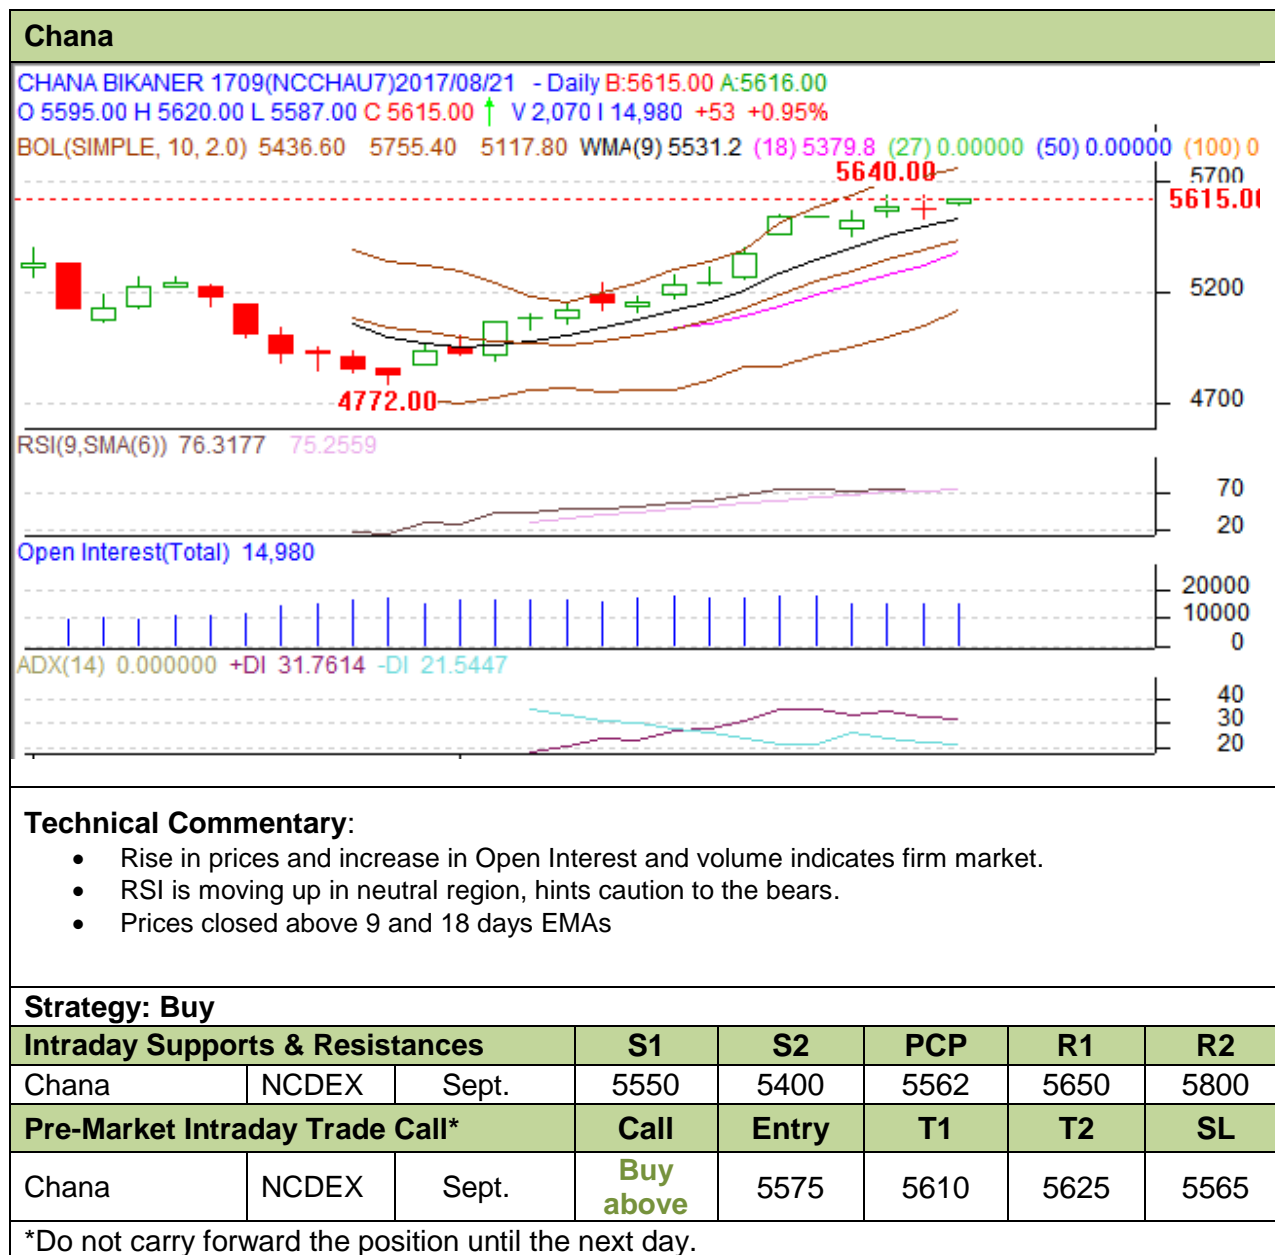 Chana
CHANA BIKANER 1709(NCCHAU7)2017/08/21 - Daily B:5615.00 A:5616.00
O 5595.00 H 5620.00 L 5587.00 C 5615.00 ↑ V 2,070 I 14,980 +53 +0.95%
BOL(SIMPLE, 10, 2.0) 5436.60 5755.40 5117.80 WMA(9) 5531.2 (18) 5379.8 (27) 0.00000 (50) 0.00000 (100) 0
5640.00
5700
5615.00
5200
4772.00
4700
RSI(9,SMA(6)) 76.3177 75.2559
70
20
Open Interest(Total) 14,980
20000
10000
0
ADX(14) 0.000000 +DI 31.7614 -DI 21.5447
40
30
20
Technical Commentary:
• Rise in prices and increase in Open Interest and volume indicates firm market.
• RSI is moving up in neutral region, hints caution to the bears.
• Prices closed above 9 and 18 days EMAs
Strategy: Buy
Intraday Supports & Resistances S1 S2 PCP R1 R2
Chana NCDEX Sept. 5550 5400 5562 5650 5800
Pre-Market Intraday Trade Call* Call Entry T1 T2 SL
Chana NCDEX Sept. Buy above 5575 5610 5625 5565
*Do not carry forward the position until the next day.